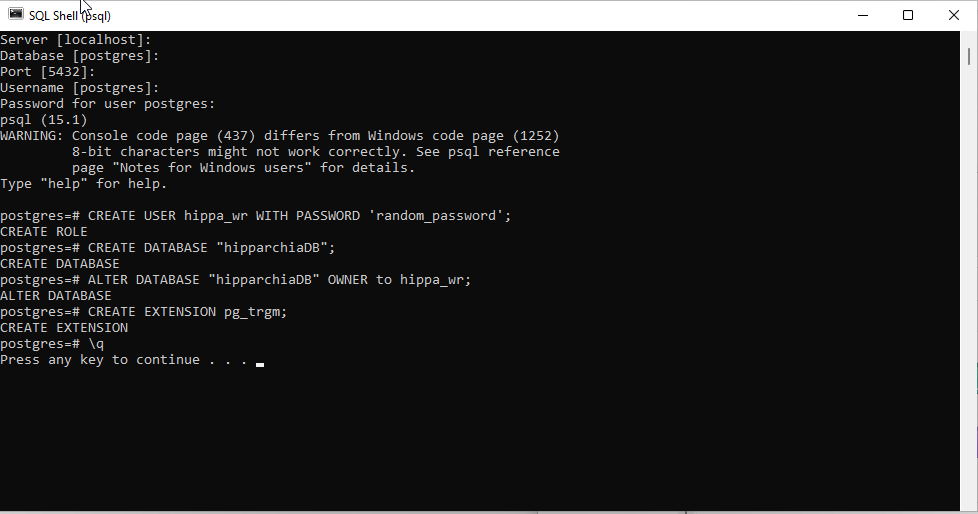 SQL Shell (psql)
Server [localhost]:
Database [postgres]:
Port [5432]:
Username [postgres]:
Password for user postgres:
psql (15.1)
WARNING: Console code page (437) differs from Windows code page (1252)
         8-bit characters might not work correctly. See psql reference
         page "Notes for Windows users" for details.
Type "help" for help.

postgres=# CREATE USER hippa_wr WITH PASSWORD 'random_password';
CREATE ROLE
postgres=# CREATE DATABASE "hipparchiaDB";
CREATE DATABASE
postgres=# ALTER DATABASE "hipparchiaDB" OWNER to hippa_wr;
ALTER DATABASE
postgres=# CREATE EXTENSION pg_trgm;
CREATE EXTENSION
postgres=# \q
Press any key to continue . . .